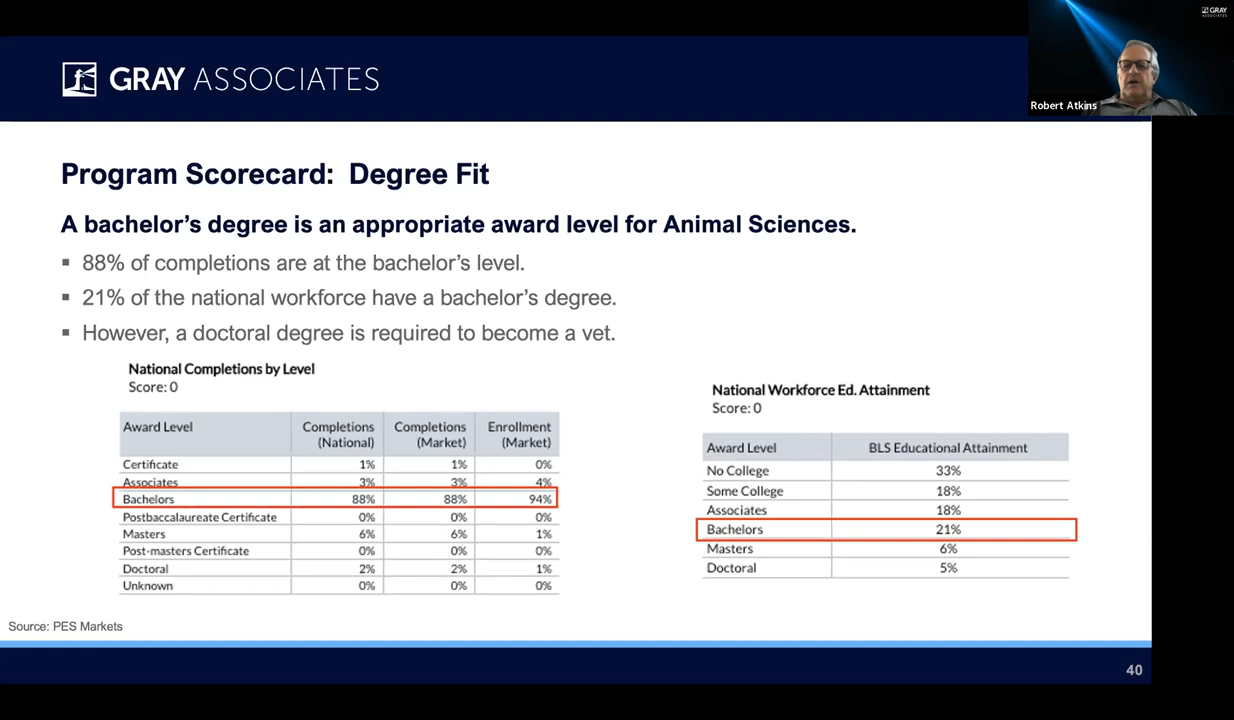 GRAY ASSOCIATES
GRAY
ASSOCIATES
Robert Atkins
Program Scorecard: Degree Fit
A bachelor's degree is an appropriate award level for Animal Sciences.
▪ 88% of completions are at the bachelor's level.
▪ 21% of the national workforce have a bachelor's degree.
▪ However, a doctoral degree is required to become a vet.
National Completions by Level
Score: 0
Award Level Completions (National) Completions (Market) Enrollment (Market)
Certificate 1% 1% 0%
Associates 3% 3% 4%
Bachelors 88% 88% 94%
Postbaccalaureate Certificate 0% 0% 0%
Masters 6% 6% 1%
Post-masters Certificate 0% 0% 0%
Doctoral 2% 2% 1%
Unknown 0% 0% 0%
National Workforce Ed. Attainment
Score: 0
Award Level BLS Educational Attainment
No College 33%
Some College 18%
Associates 18%
Bachelors 21%
Masters 6%
Doctoral 5%
Source: PES Markets
40